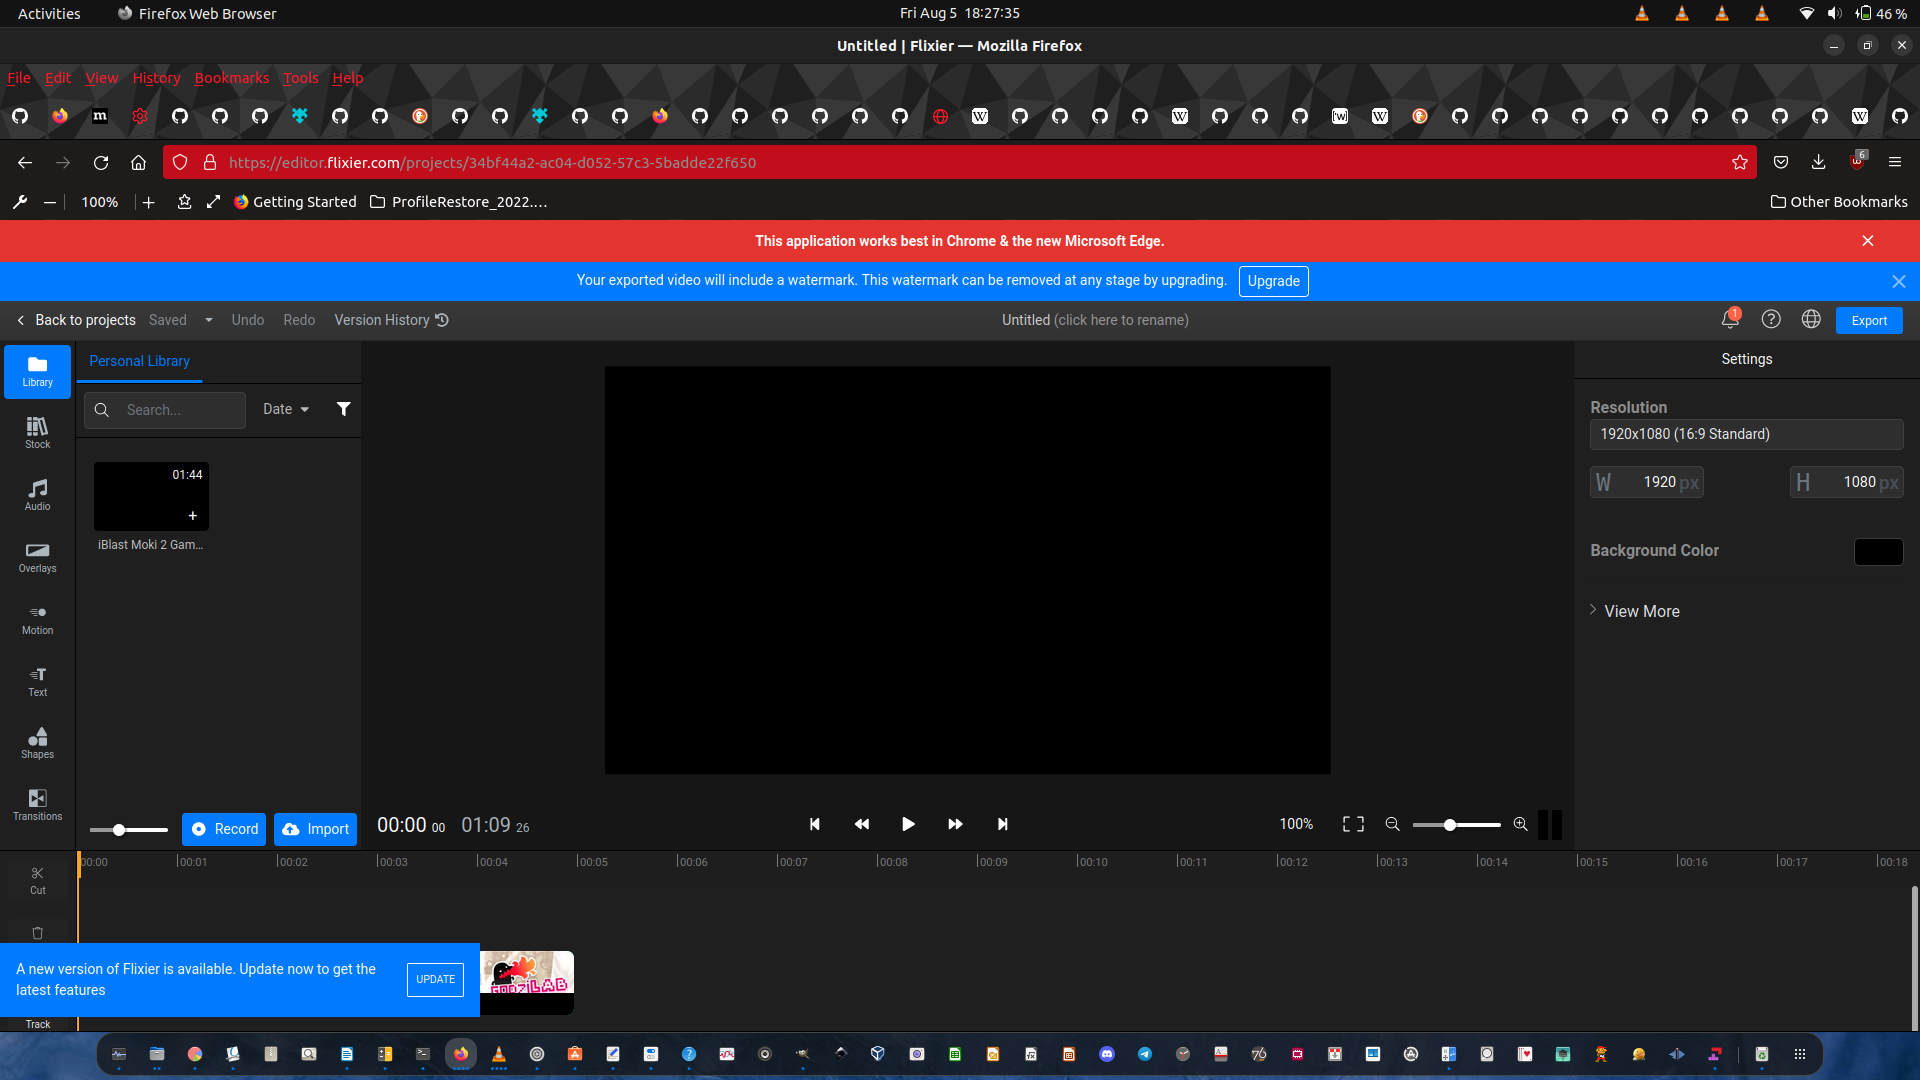 Activities
Firefox Web Browser
Fri Aug 5 18:27:35
46 %
Untitled | Flixier — Mozilla Firefox
File Edit View History Bookmarks Tools Help
https://editor.flixier.com/projects/34bf44a2-ac04-d052-57c3-5badde22f650
6
100%
Getting Started
ProfileRestore_2022....
Other Bookmarks
This application works best in Chrome & the new Microsoft Edge.
Your exported video will include a watermark. This watermark can be removed at any stage by upgrading.
Upgrade
Back to projects
Saved
Undo
Redo
Version History
Untitled (click here to rename)
1
Export
Library
Personal Library
Settings
Search...
Date
Resolution
1920x1080 (16:9 Standard)
Stock
01:44
W 1920 px
H 1080 px
Audio
iBlast Moki 2 Gam...
Background Color
Overlays
View More
Motion
Text
Shapes
Transitions
Record
Import
00:00 00
01:09 26
100%
00:00 00:01 00:02 00:03 00:04 00:05 00:06 00:07 00:08 00:09 00:10 00:11 00:12 00:13 00:14 00:15 00:16 00:17 00:18
Cut
A new version of Flixier is available. Update now to get the
latest features
UPDATE
GODZILAB
Track